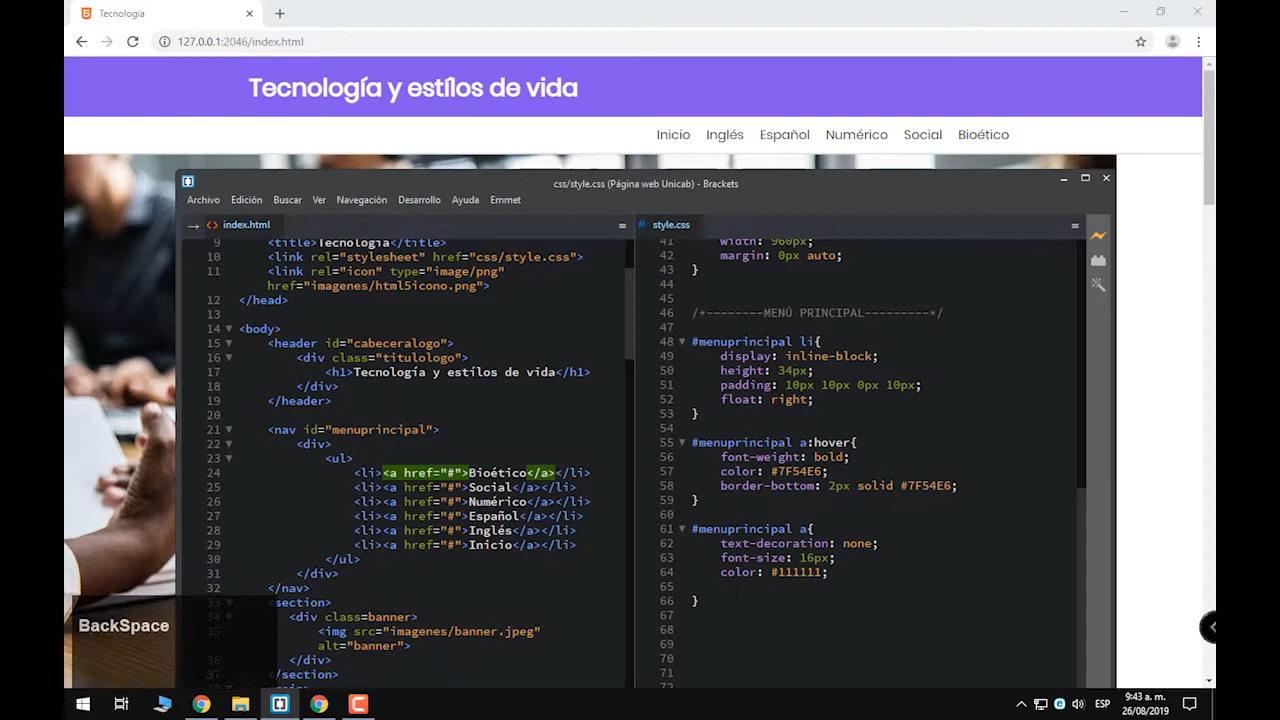 Tecnología
127.0.0.1:2046/index.html
Tecnología y estílos de vida
Inicio Inglés Español Numérico Social Bioético
css/style.css (Página web Unicab) - Brackets
Archivo Edición Buscar Ver Navegación Desarrollo Ayuda Emmet
index.html
9 <title>Tecnología</title>
10 <link rel="stylesheet" href="css/style.css">
11 <link rel="icon" type="image/png"
href="imagenes/html5icono.png">
12 </head>
13
14 <body>
15 <header id="cabeceralogo">
16 <div class="titulologo">
17 <h1>Tecnología y estílos de vida</h1>
18 </div>
19 </header>
20
21 <nav id="menuprincipal">
22 <div>
23 <ul>
24 <li><a href="#">Bioético</a></li>
25 <li><a href="#">Social</a></li>
26 <li><a href="#">Numérico</a></li>
27 <li><a href="#">Español</a></li>
28 <li><a href="#">Inglés</a></li>
29 <li><a href="#">Inicio</a></li>
30 </ul>
31 </div>
32 </nav>
33 <section>
34 <div class=banner>
35 <img src="imagenes/banner.jpeg"
alt="banner">
36 </div>
37 </section>
style.css
41 width: 960px;
42 margin: 0px auto;
43 }
44
45
46 /*--------MENÚ PRINCIPAL---------*/
47
48 #menuprincipal li{
49 display: inline-block;
50 height: 34px;
51 padding: 10px 10px 0px 10px;
52 float: right;
53 }
54
55 #menuprincipal a:hover{
56 font-weight: bold;
57 color: #7F54E6;
58 border-bottom: 2px solid #7F54E6;
59 }
60
61 #menuprincipal a{
62 text-decoration: none;
63 font-size: 16px;
64 color: #111111;
65
66 }
67
68
69
70
71
72
BackSpace
ESP
9:43 a. m.
26/08/2019